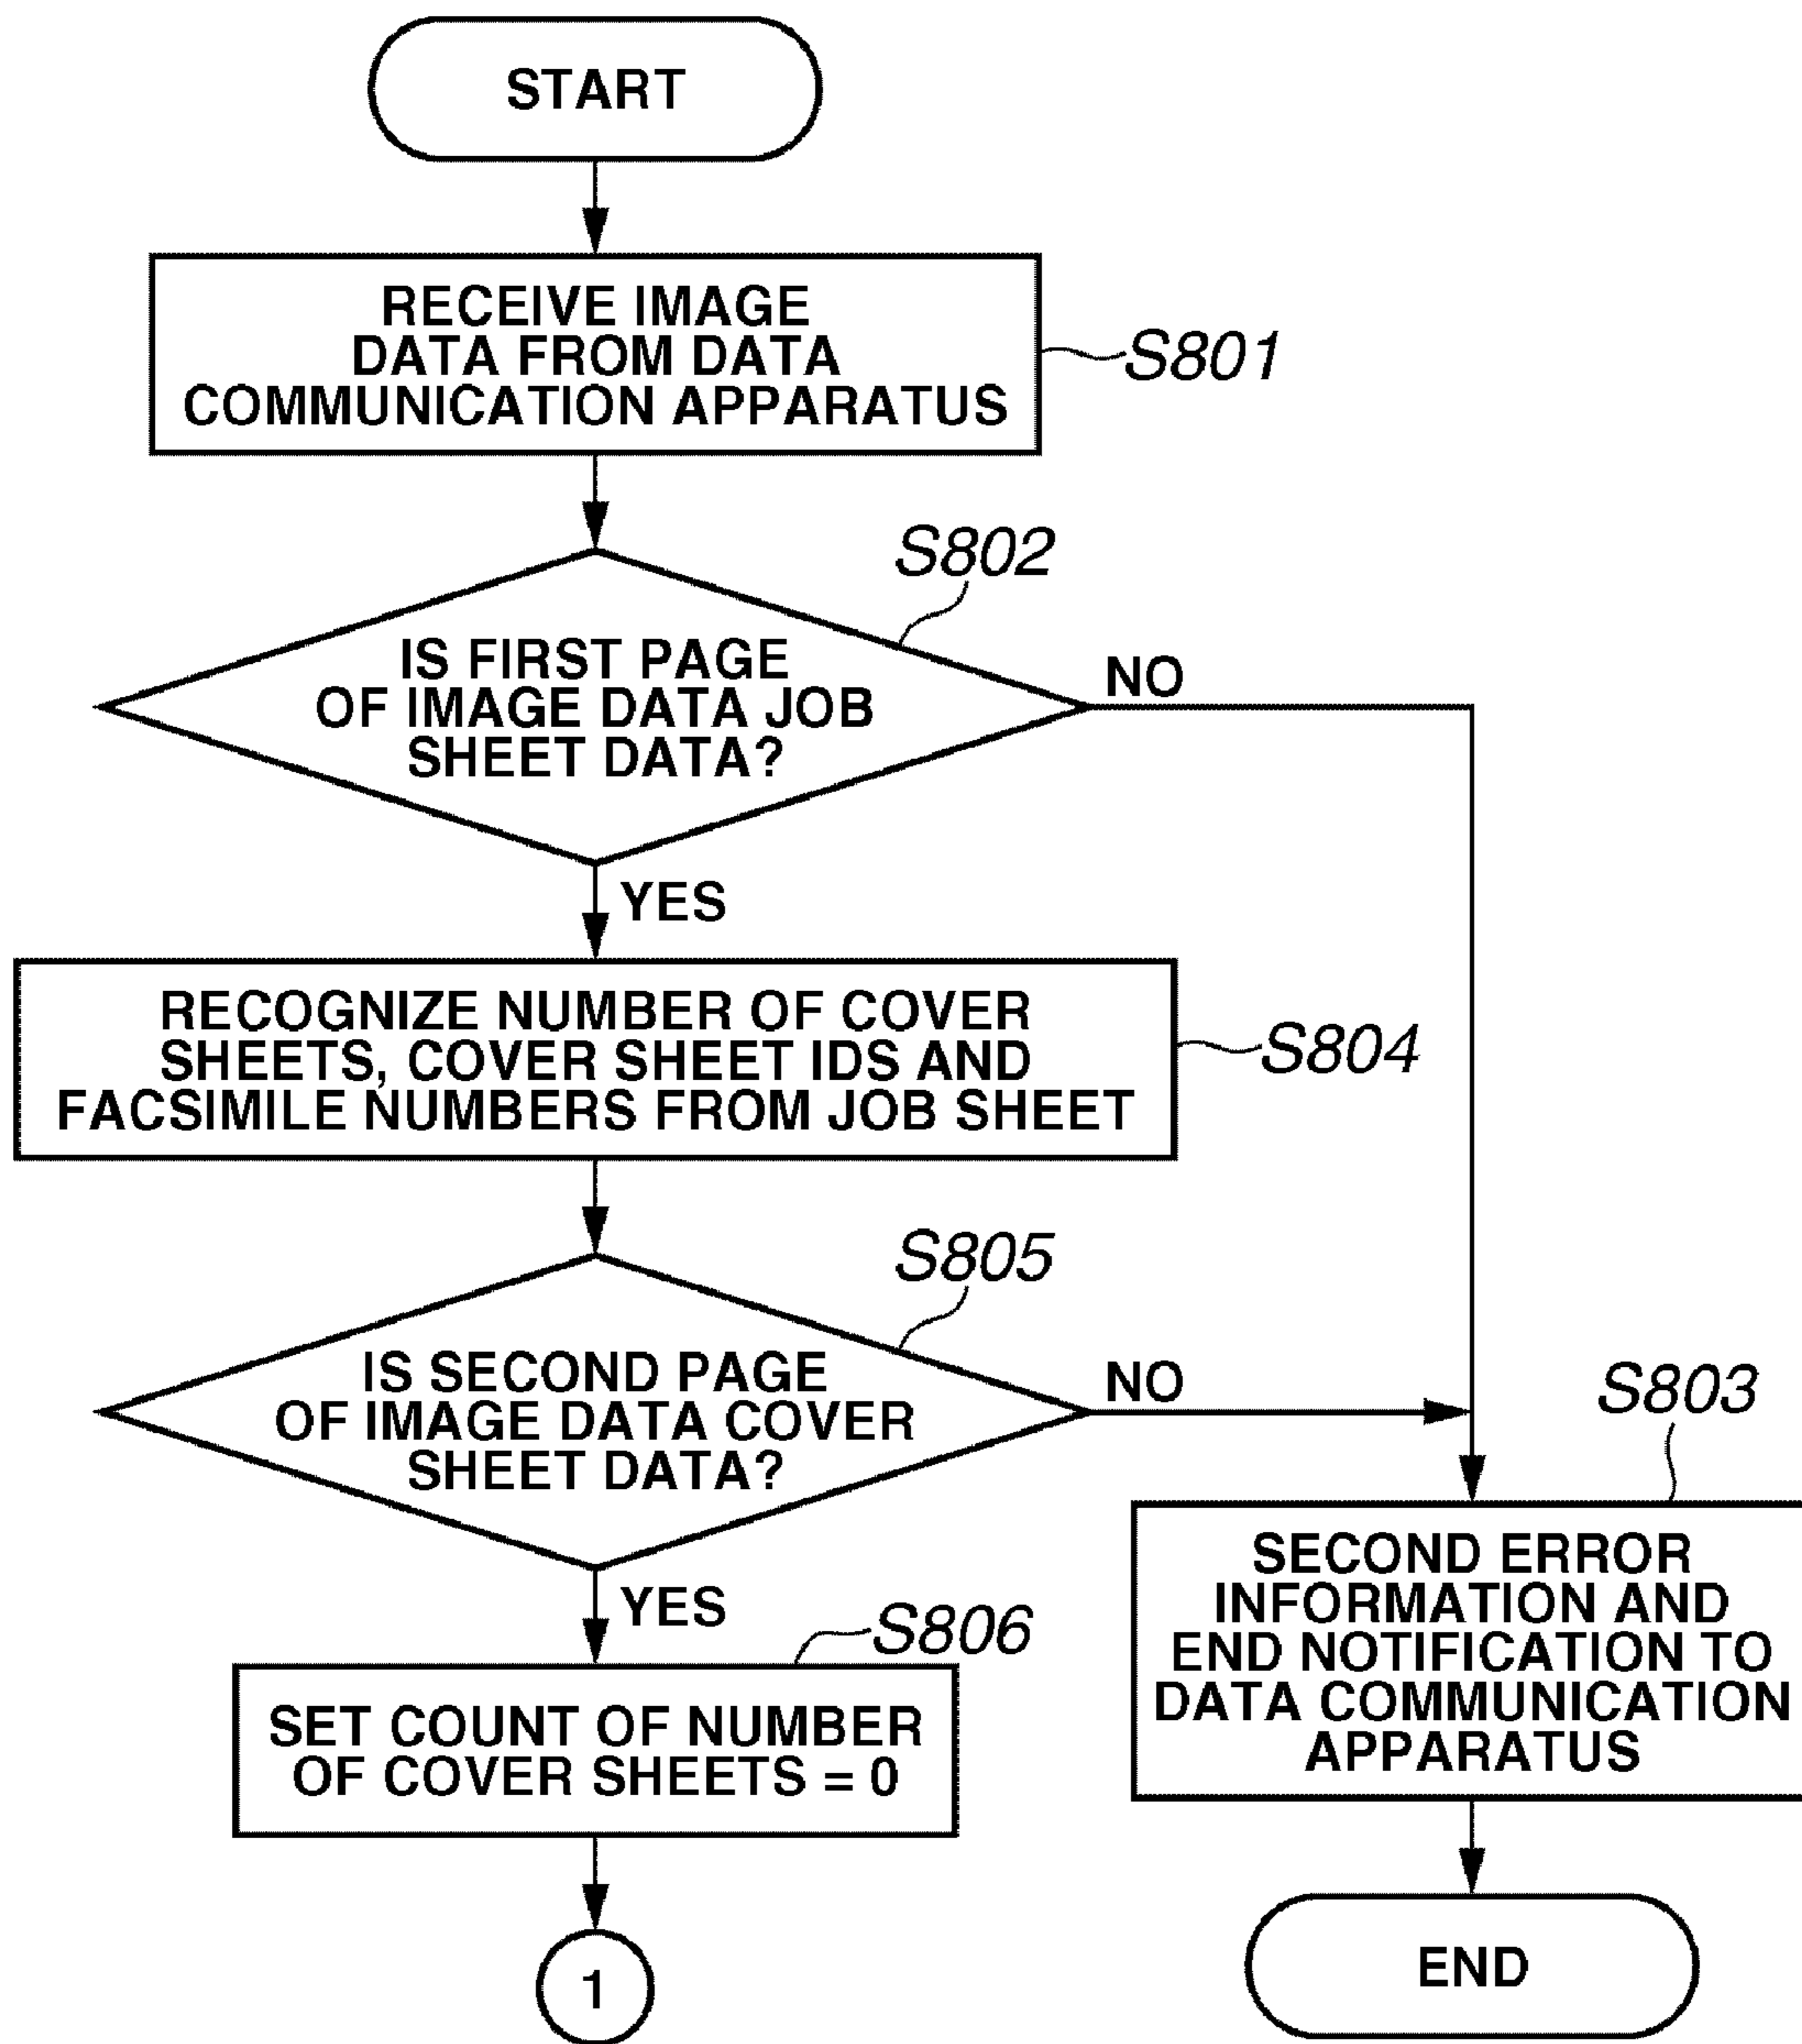 START
RECEIVE IMAGE
DATA FROM DATA
COMMUNICATION APPARATUS
S801
S802
IS FIRST PAGE
OF IMAGE DATA JOB
SHEET DATA?
NO
YES
RECOGNIZE NUMBER OF COVER
SHEETS, COVER SHEET IDS AND
FACSIMILE NUMBERS FROM JOB SHEET
S804
S805
IS SECOND PAGE
OF IMAGE DATA COVER
SHEET DATA?
NO
YES
S803
SECOND ERROR
INFORMATION AND
END NOTIFICATION TO
DATA COMMUNICATION
APPARATUS
S806
SET COUNT OF NUMBER
OF COVER SHEETS = 0
1
END